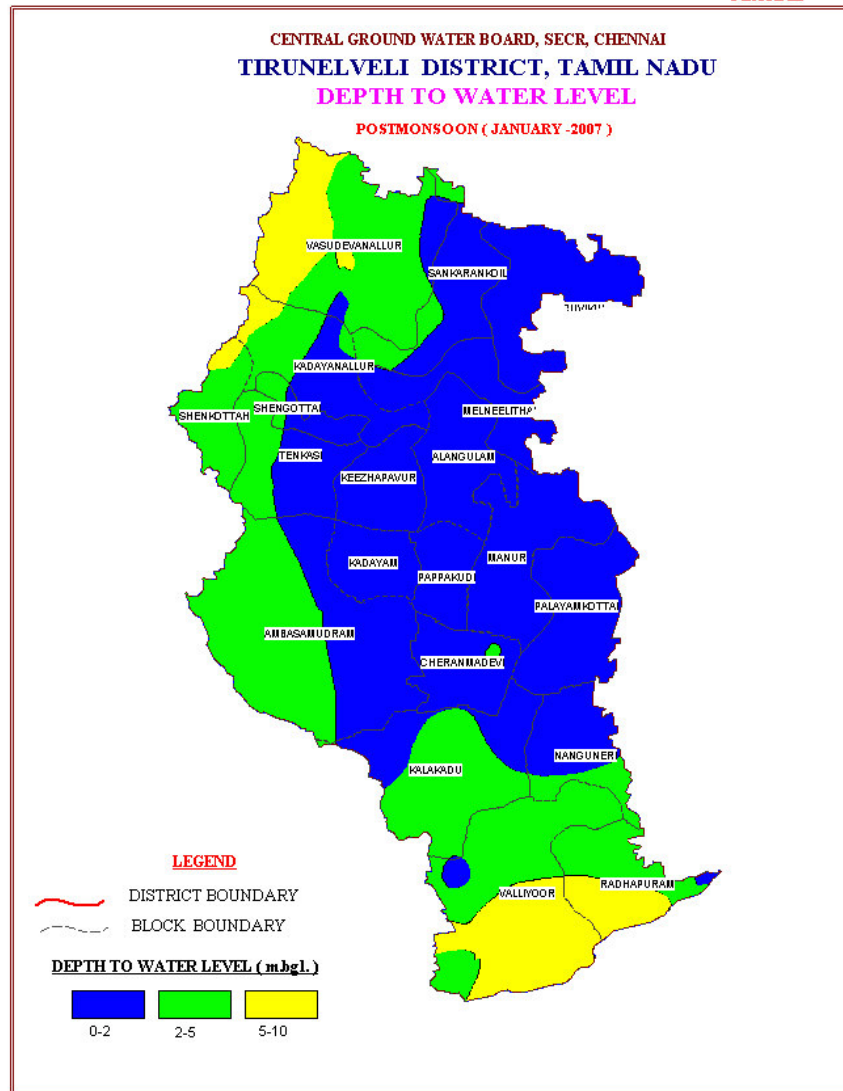 CENTRAL GROUND WATER BOARD, SECR, CHENNAI
TIRUNELVELI DISTRICT, TAMIL NADU
DEPTH TO WATER LEVEL
POSTMONSOON ( JANUARY -2007 )
VASUDEVANALLUR
SANKARANKOIL
KADAYANALLUR
SHENGOTTAI
SHENKOTTAH
MELNEELITHA
TENKASI
ALANGULAM
KEEZHAPAVUR
MANUR
KADAYAM
PAPPAKUDI
PALAYAMKOTTAI
AMBASAMUDRAM
CHERANMADEVI
NANGUNERI
KALAKADU
RADHAPURAM
VALLIYOOR
LEGEND
DISTRICT BOUNDARY
BLOCK BOUNDARY
DEPTH TO WATER LEVEL ( m.bgl. )
0-2 2-5 5-10